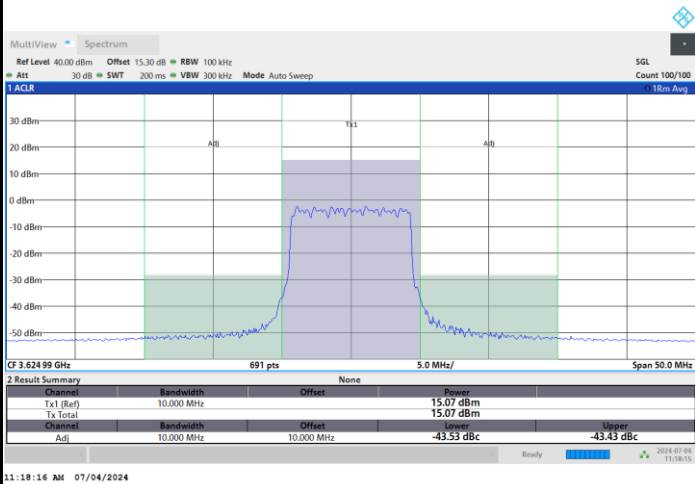 MultiView Spectrum
Ref Level 40.00 dBm Offset 15.30 dB RBW 100 kHz SGL
Att 30 dB SWT 200 ms VBW 300 kHz Mode Auto Sweep Count 100/100
1 ACLR 1Rm Avg
30 dBm
Tx1
20 dBm
Adj Adj
10 dBm
0 dBm
-10 dBm
-20 dBm
-30 dBm
-40 dBm
-50 dBm
CF 3.624 99 GHz 691 pts 5.0 MHz/ Span 50.0 MHz
2 Result Summary None
Channel Bandwidth Offset Power
Tx1 (Ref) 10.000 MHz 15.07 dBm
Tx Total 15.07 dBm
Channel Bandwidth Offset Lower Upper
Adj 10.000 MHz 10.000 MHz -43.53 dBc -43.43 dBc
Ready 2024-07-04
11:18:15
11:18:16 AM 07/04/2024